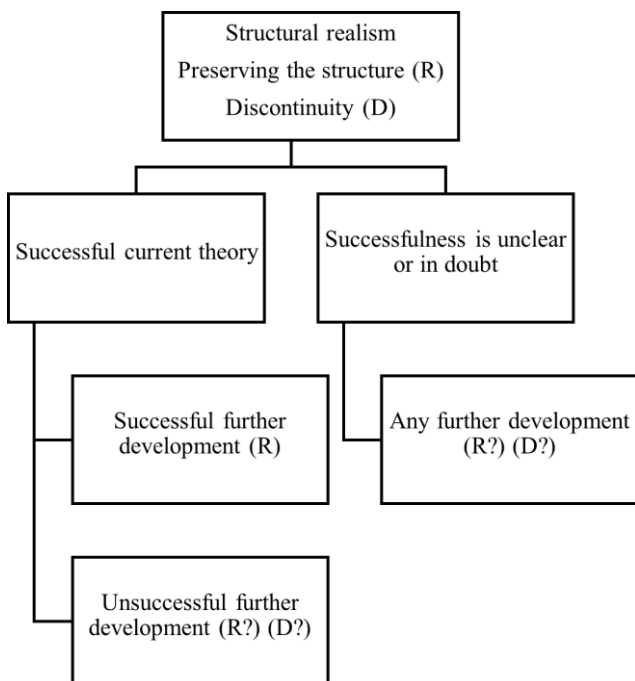 Structural realism
Preserving the structure (R)
Discontinuity (D)
Successful current theory
Successfulness is unclear
or in doubt
Successful further
development (R)
Any further development
(R?) (D?)
Unsuccessful further
development (R?) (D?)